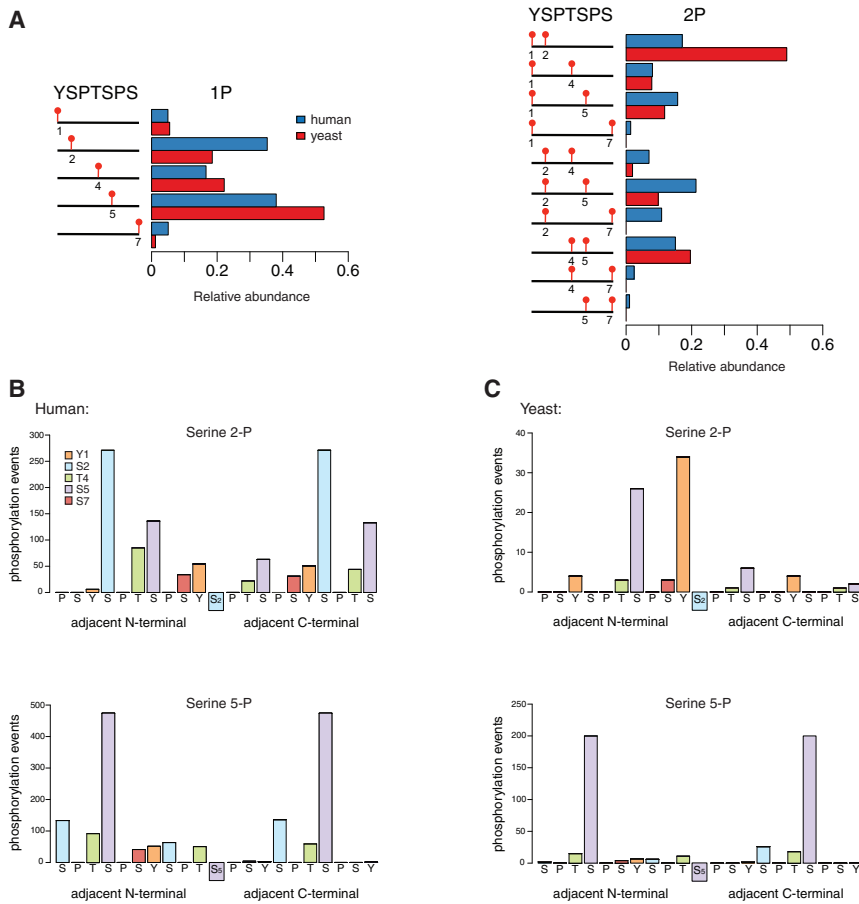 A
YSPTSPS
1P
1
2
4
5
7
human
yeast
0
0.2
0.4
0.6
Relative abundance
YSPTSPS
2P
1 2
1 4
1 5
1 7
2 4
2 5
2 7
4 5
4 7
5 7
0
0.2
0.4
0.6
Relative abundance
B
Human:
Serine 2-P
phosphorylation events
300
250
200
150
100
50
0
Y1
S2
T4
S5
S7
P S Y S P T S P S Y S2 P T S P S Y S P T S
adjacent N-terminal
adjacent C-terminal
Serine 5-P
phosphorylation events
500
400
300
200
100
0
S P T S P S Y S P T S5 P S Y S P T S P S Y
adjacent N-terminal
adjacent C-terminal
C
Yeast:
Serine 2-P
phosphorylation events
40
30
20
10
0
P S Y S P T S P S Y S2 P T S P S Y S P T S
adjacent N-terminal
adjacent C-terminal
Serine 5-P
phosphorylation events
250
200
150
100
50
0
S P T S P S Y S P T S5 P S Y S P T S P S Y
adjacent N-terminal
adjacent C-terminal